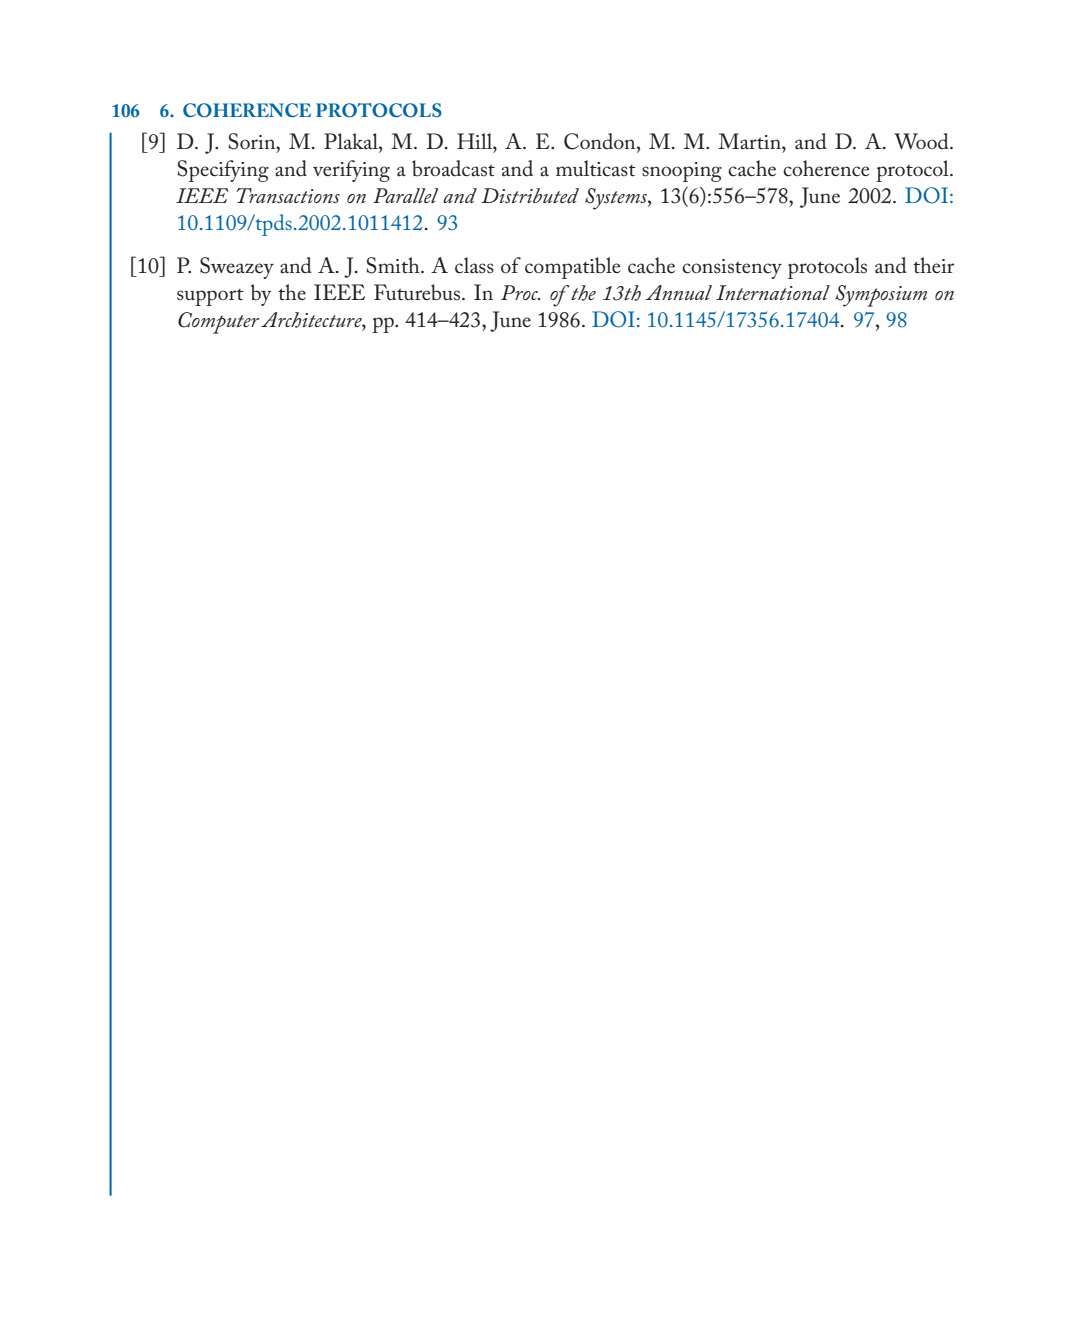 106 6. COHERENCE PROTOCOLS
[9] D. J. Sorin, M. Plakal, M. D. Hill, A. E. Condon, M. M. Martin, and D. A. Wood.
Specifying and verifying a broadcast and a multicast snooping cache coherence protocol.
IEEE Transactions on Parallel and Distributed Systems, 13(6):556–578, June 2002. DOI:
10.1109/tpds.2002.1011412. 93
[10] P. Sweazey and A. J. Smith. A class of compatible cache consistency protocols and their
support by the IEEE Futurebus. In Proc. of the 13th Annual International Symposium on
Computer Architecture, pp. 414–423, June 1986. DOI: 10.1145/17356.17404. 97, 98